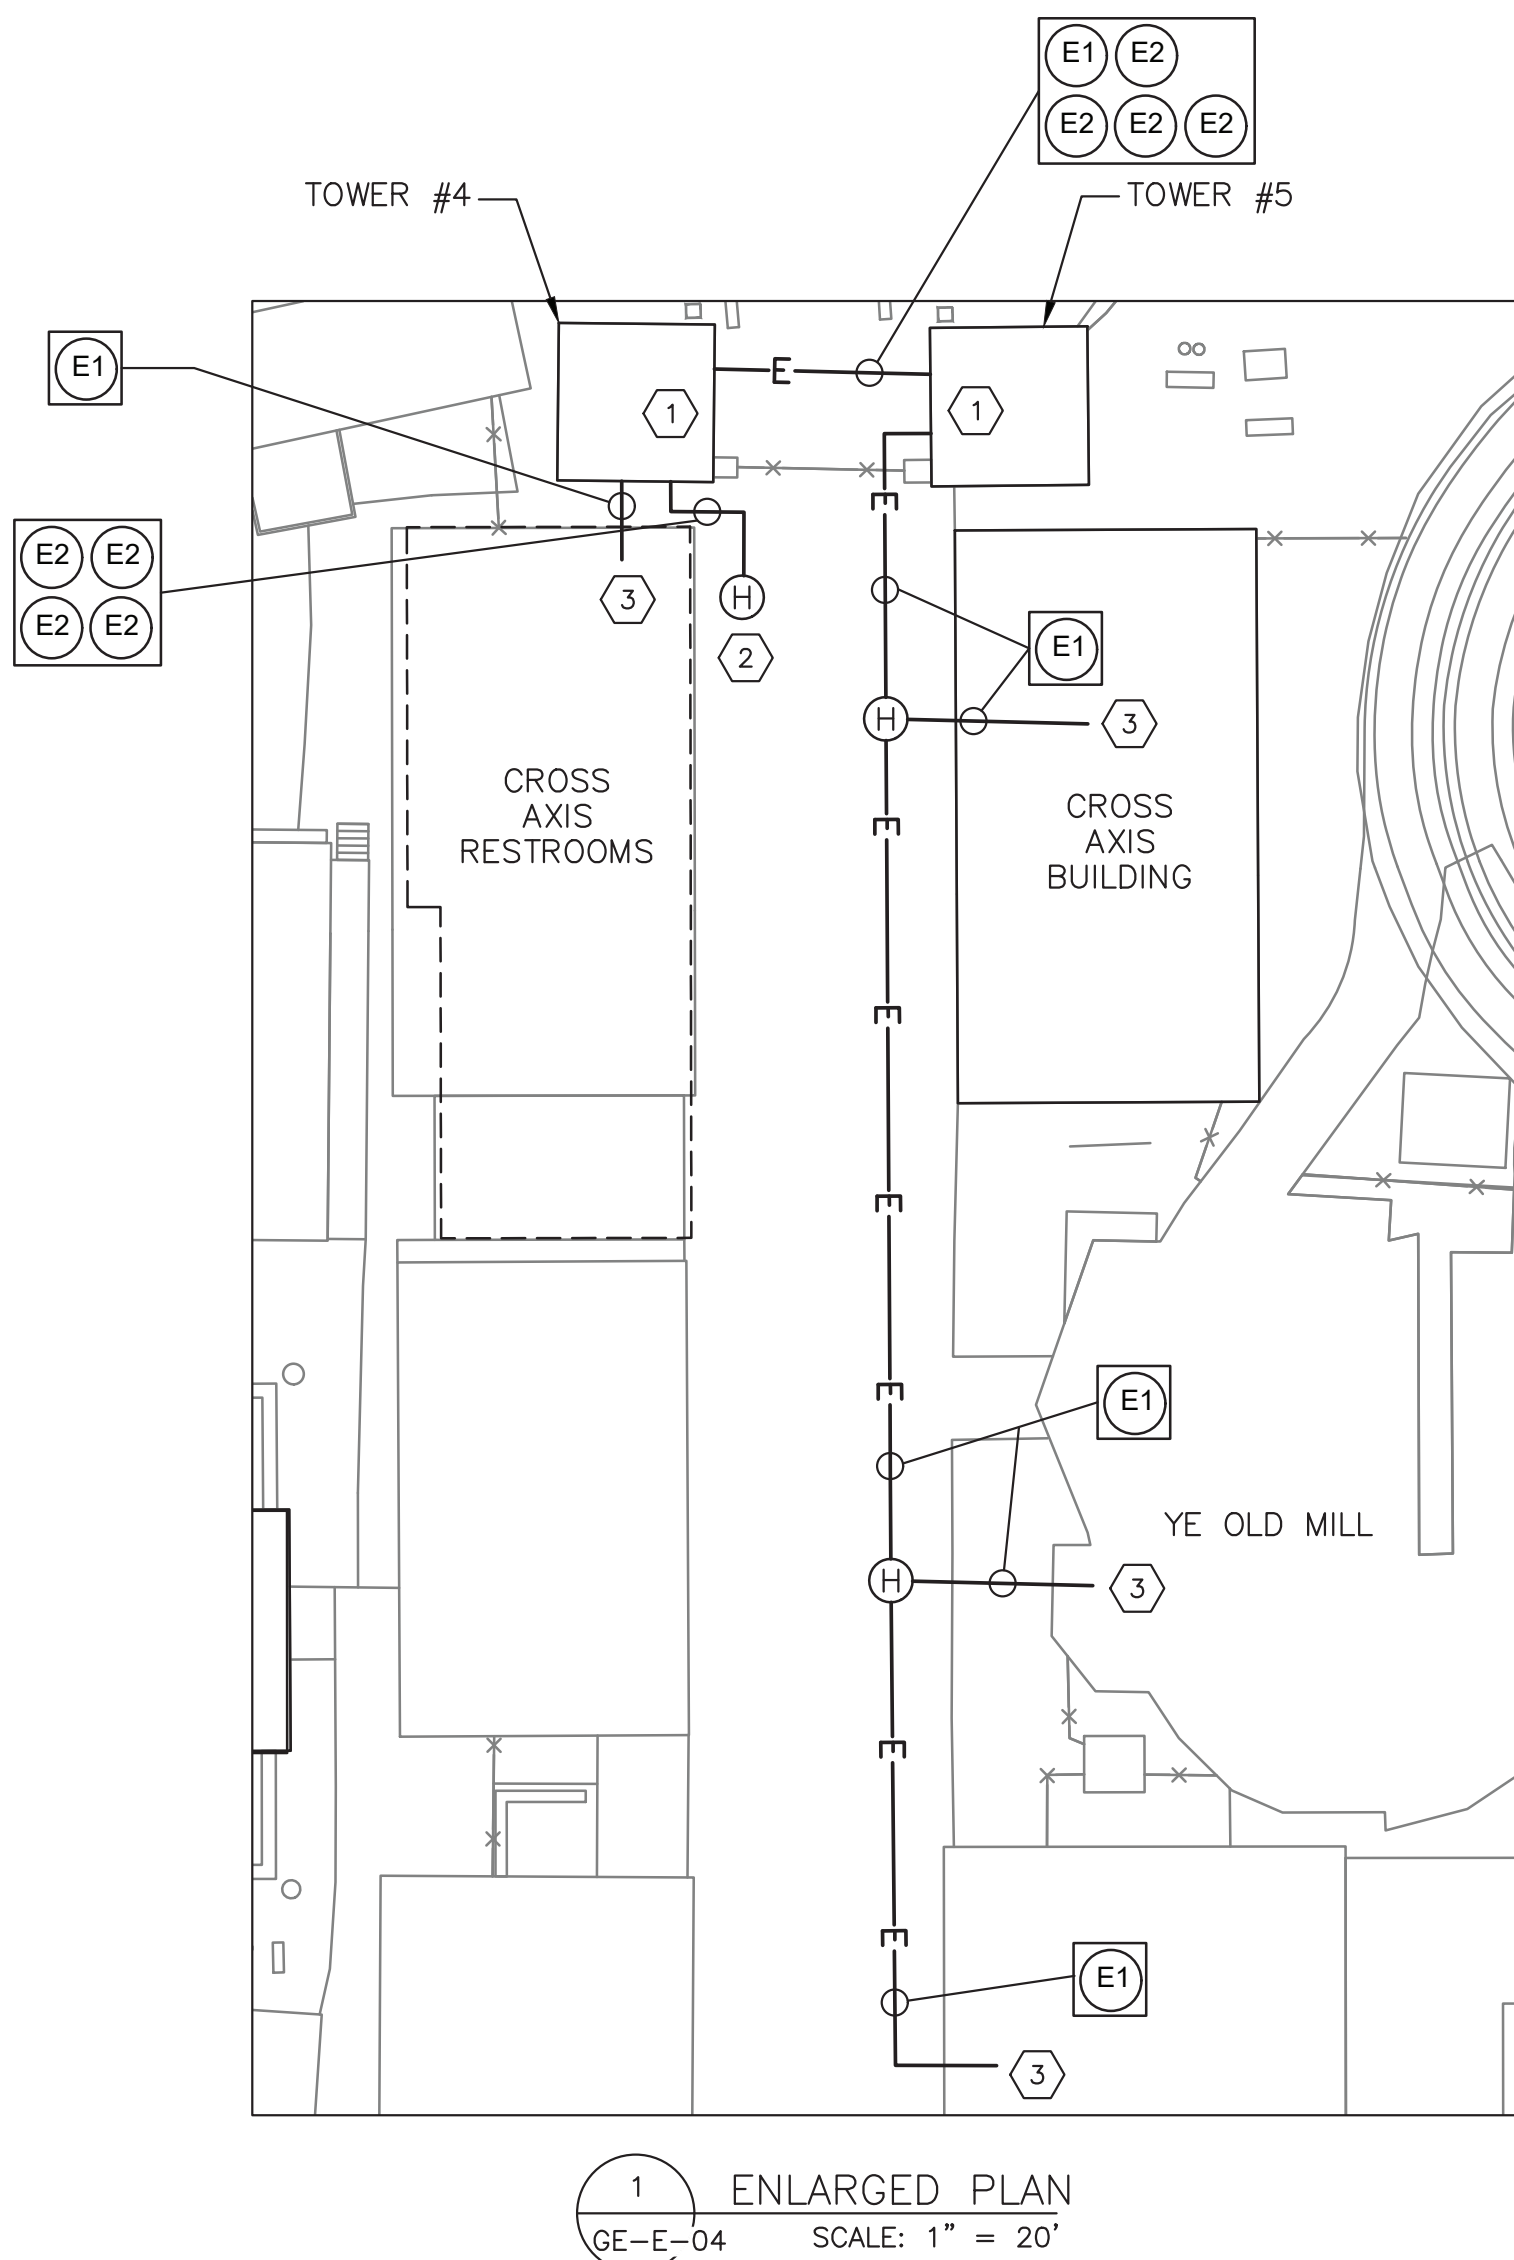 E1 E2
E2 E2 E2
TOWER #4
TOWER #5
E1
E
1
1
E
E2 E2
E2 E2
3
H
2
E1
H
3
CROSS
AXIS
RESTROOMS
CROSS
AXIS
BUILDING
E
E
E
E
E1
YE OLD MILL
H
3
E
E
E1
3
1
ENLARGED PLAN
GE-E-04
SCALE: 1" = 20'